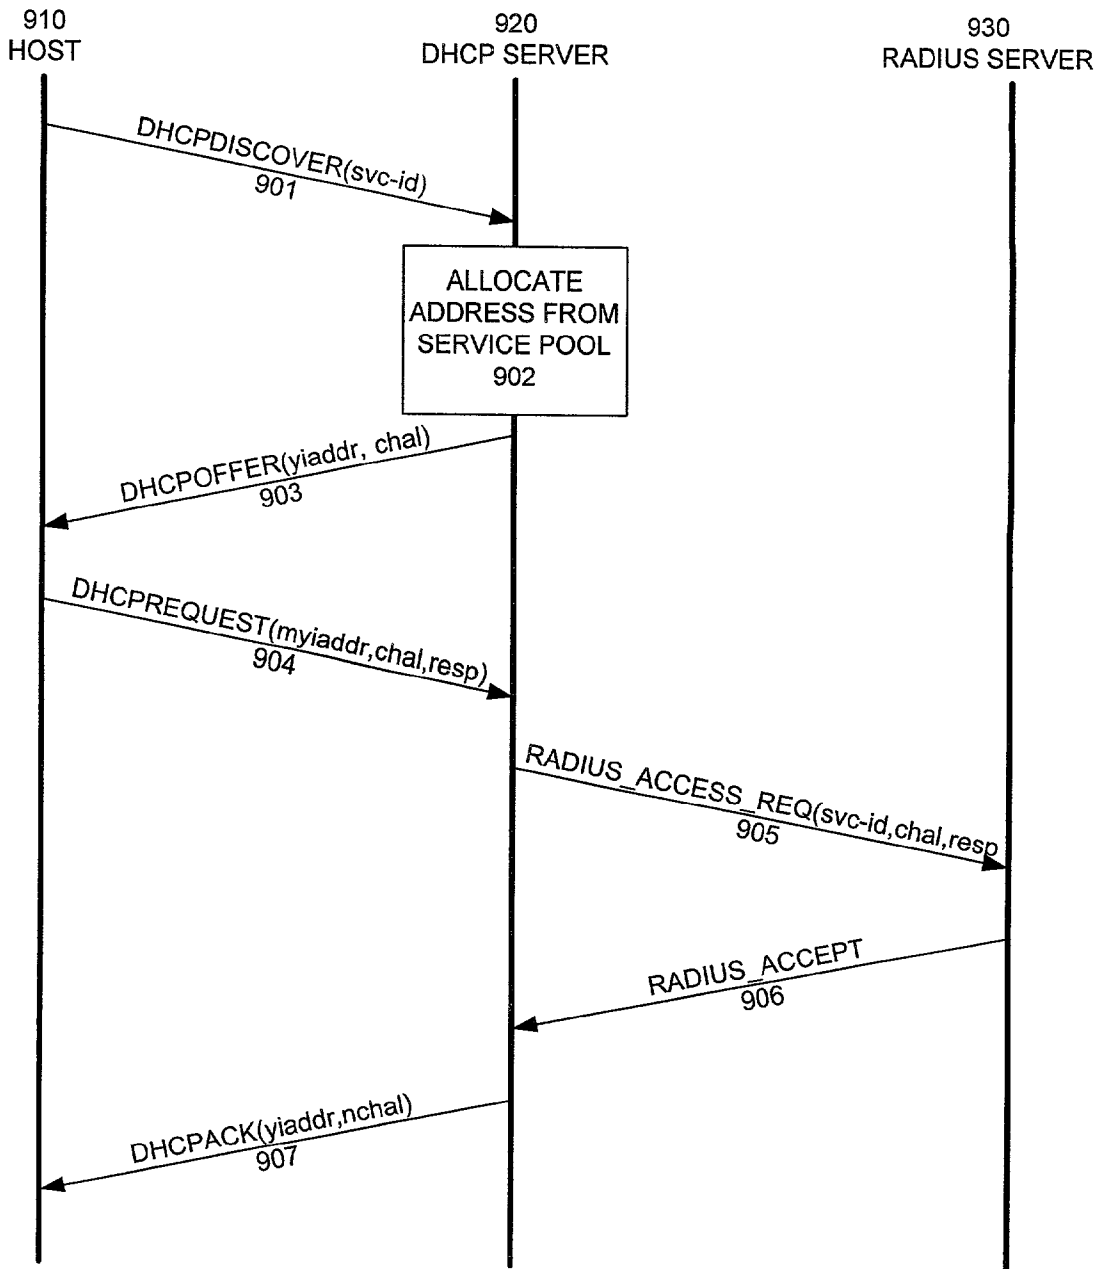 910
HOST
920
DHCP SERVER
930
RADIUS SERVER
DHCPDISCOVER(svc-id)
901
ALLOCATE
ADDRESS FROM
SERVICE POOL
902
DHCPOFFER(yiaddr, chal)
903
DHCPREQUEST(myiaddr,chal,resp)
904
RADIUS_ACCESS_REQ(svc-id,chal,resp
905
RADIUS_ACCEPT
906
DHCPACK(yiaddr,nchal)
907